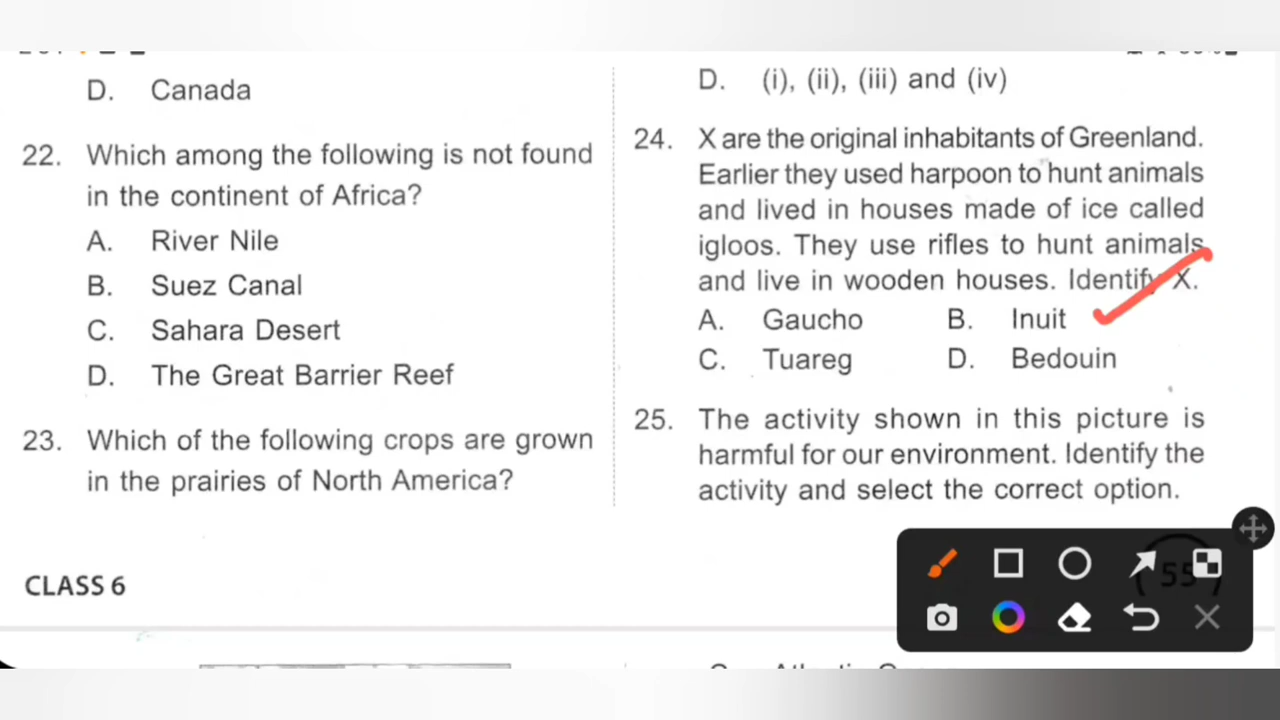 D. Canada
22. Which among the following is not found
in the continent of Africa?
A. River Nile
B. Suez Canal
C. Sahara Desert
D. The Great Barrier Reef
23. Which of the following crops are grown
in the prairies of North America?
CLASS 6
D. (i), (ii), (iii) and (iv)
24. X are the original inhabitants of Greenland.
Earlier they used harpoon to hunt animals
and lived in houses made of ice called
igloos. They use rifles to hunt animals
and live in wooden houses. Identify X.
A. Gaucho B. Inuit
C. Tuareg D. Bedouin
25. The activity shown in this picture is
harmful for our environment. Identify the
activity and select the correct option.
55